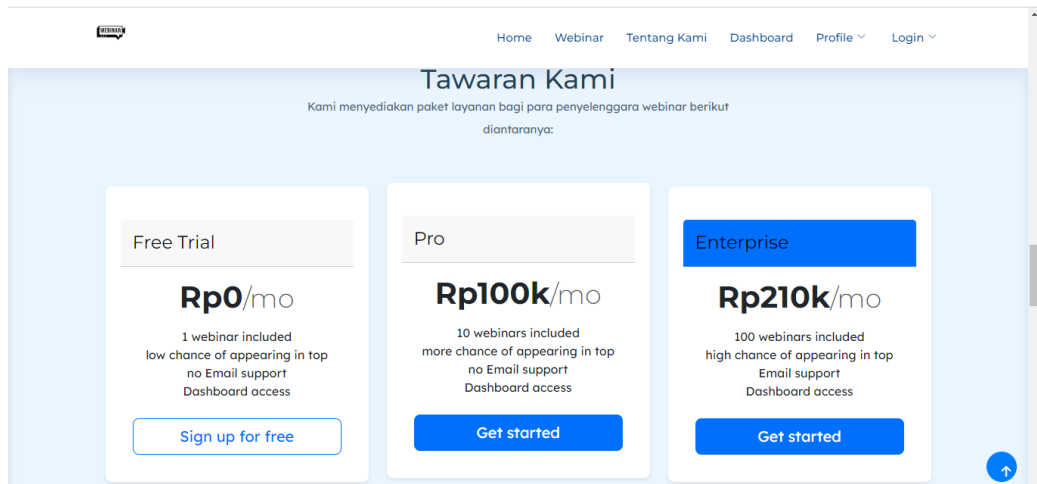 WEBINAR
Home Webinar Tentang Kami Dashboard Profile Login
Tawaran Kami
Kami menyediakan paket layanan bagi para penyelenggara webinar berikut
diantaranya:
Free Trial
Rp0/mo
1 webinar included
low chance of appearing in top
no Email support
Dashboard access
Sign up for free
Pro
Rp100k/mo
10 webinars included
more chance of appearing in top
no Email support
Dashboard access
Get started
Enterprise
Rp210k/mo
100 webinars included
high chance of appearing in top
Email support
Dashboard access
Get started